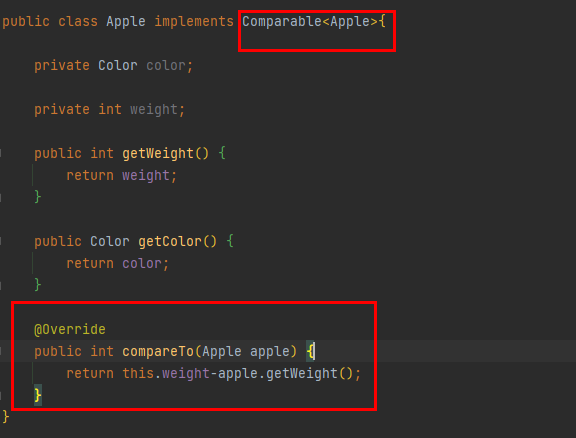 public class Apple implements Comparable<Apple>{
private Color color;
private int weight;
public int getWeight() {
return weight;
}
public Color getColor() {
return color;
}
@Override
public int compareTo(Apple apple) {
return this.weight-apple.getWeight();
}
}